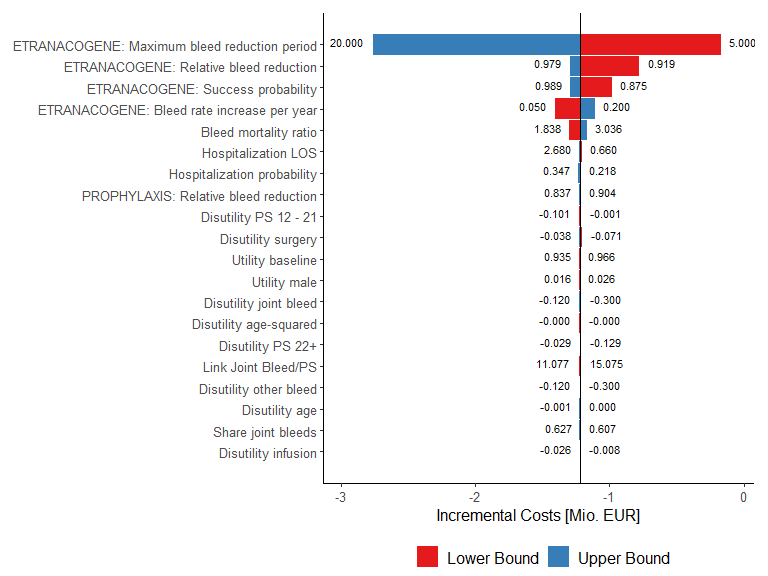 ETRANACOGENE: Maximum bleed reduction period 20.000 5.000
ETRANACOGENE: Relative bleed reduction 0.979 0.919
ETRANACOGENE: Success probability 0.989 0.875
ETRANACOGENE: Bleed rate increase per year 0.050 0.200
Bleed mortality ratio 1.838 3.036
Hospitalization LOS 2.680 0.660
Hospitalization probability 0.347 0.218
PROPHYLAXIS: Relative bleed reduction 0.837 0.904
Disutility PS 12 - 21 -0.101 -0.001
Disutility surgery -0.038 -0.071
Utility baseline 0.935 0.966
Utility male 0.016 0.026
Disutility joint bleed -0.120 -0.300
Disutility age-squared -0.000 -0.000
Disutility PS 22+ -0.029 -0.129
Link Joint Bleed/PS 11.077 15.075
Disutility other bleed -0.120 -0.300
Disutility age -0.001 0.000
Share joint bleeds 0.627 0.607
Disutility infusion -0.026 -0.008
-3 -2 -1 0
Incremental Costs [Mio. EUR]
Lower Bound Upper Bound